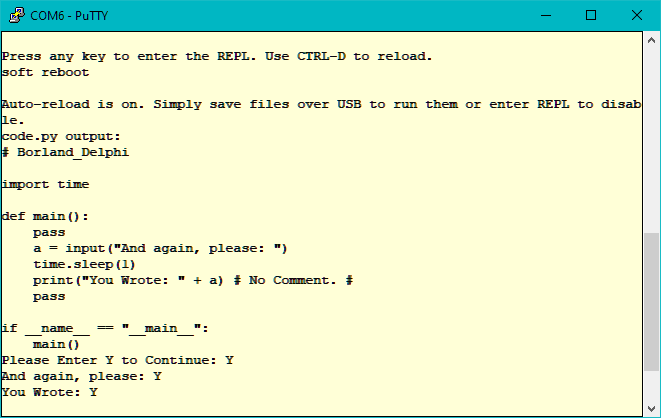 COM6 - PuTTY
Press any key to enter the REPL. Use CTRL-D to reload.
soft reboot
Auto-reload is on. Simply save files over USB to run them or enter REPL to disab
le.
code.py output:
# Borland_Delphi
import time
def main():
    pass
    a = input("And again, please: ")
    time.sleep(1)
    print("You Wrote: " + a) # No Comment. #
    pass
if __name__ == "__main__":
    main()
Please Enter Y to Continue: Y
And again, please: Y
You Wrote: Y